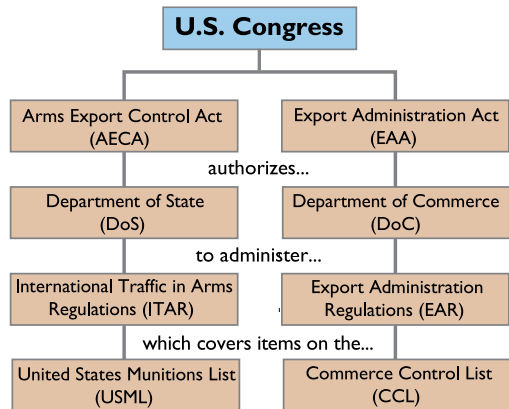 U.S. Congress
Arms Export Control Act
(AECA)
Export Administration Act
(EAA)
authorizes...
Department of State
(DoS)
Department of Commerce
(DoC)
to administer...
International Traffic in Arms
Regulations (ITAR)
Export Administration
Regulations (EAR)
which covers items on the...
United States Munitions List
(USML)
Commerce Control List
(CCL)